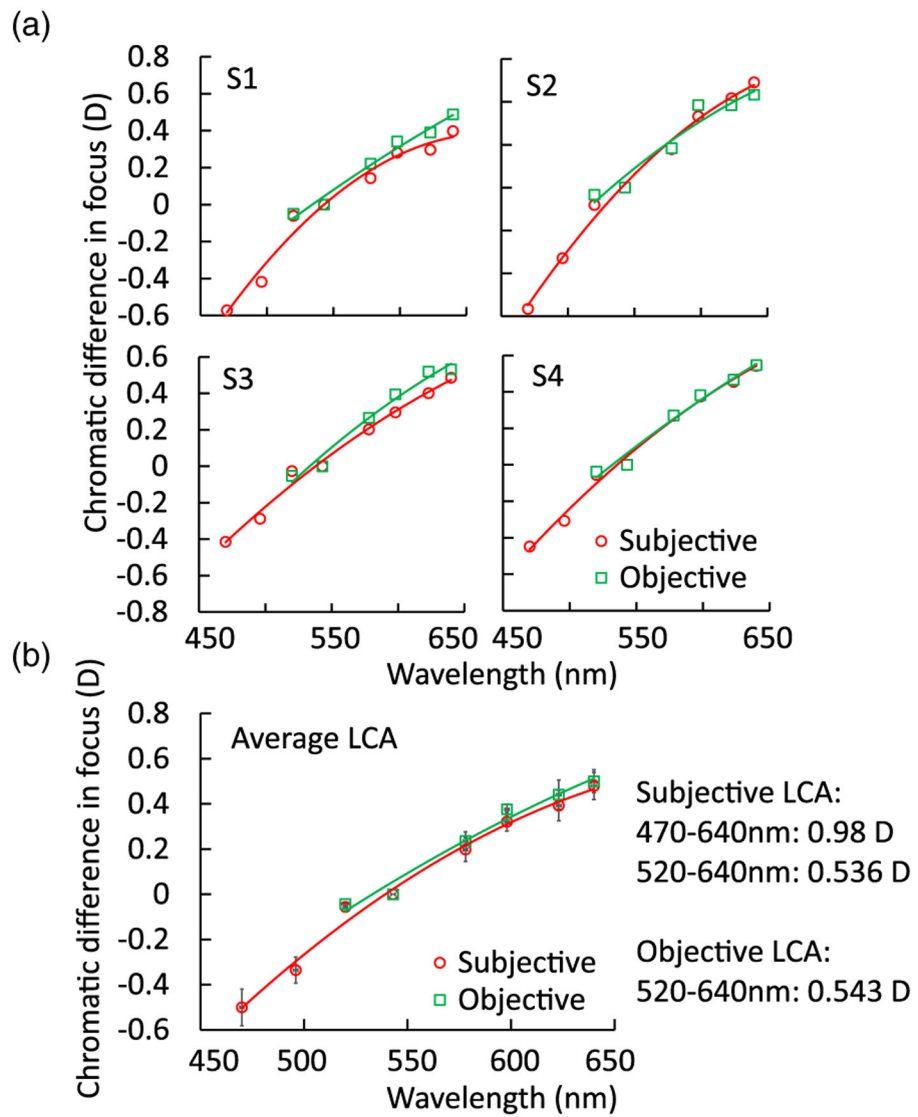 (a)
Chromatic difference in focus (D)
0.8
0.6
0.4
0.2
0
-0.2
-0.4
-0.6
S1
S2
0.6
0.4
0.2
0
-0.2
-0.4
-0.6
-0.8
S3
S4
Subjective
Objective
450 550 650 450 550 650
Wavelength (nm)
(b)
Chromatic difference in focus (D)
0.8
0.6
0.4
0.2
0
-0.2
-0.4
-0.6
Average LCA
Subjective
Objective
450 500 550 600 650
Wavelength (nm)
Subjective LCA:
470-640nm: 0.98 D
520-640nm: 0.536 D
Objective LCA:
520-640nm: 0.543 D